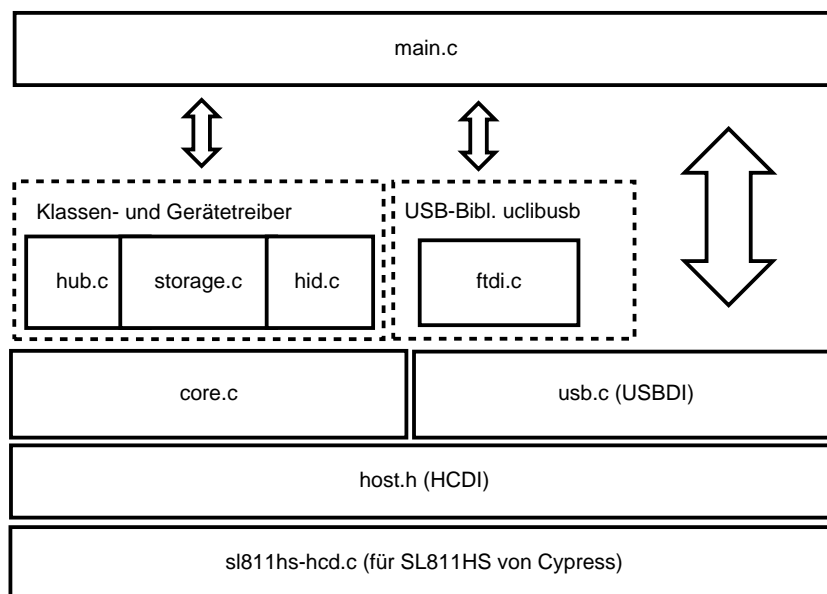 main.c
Klassen- und Gerätetreiber
USB-Bibl. uclibusb
hub.c
storage.c
hid.c
ftdi.c
core.c
usb.c (USBDI)
host.h (HCDI)
sl811hs-hcd.c (für SL811HS von Cypress)